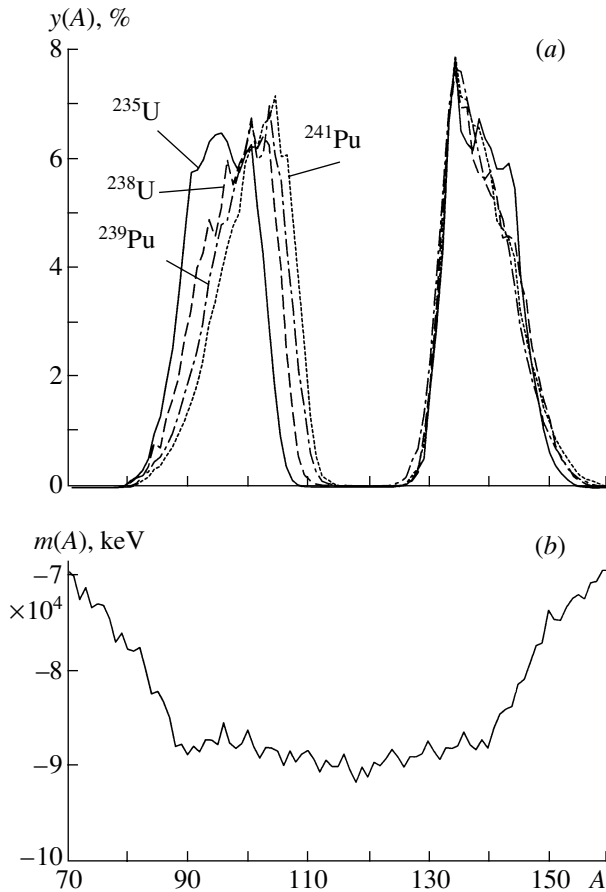 y(A), %
(a)
8
235U
241Pu
6
238U
239Pu
4
2
0
m(A), keV
(b)
−7
×10^4
−8
−9
−10
70 90 110 130 150 A